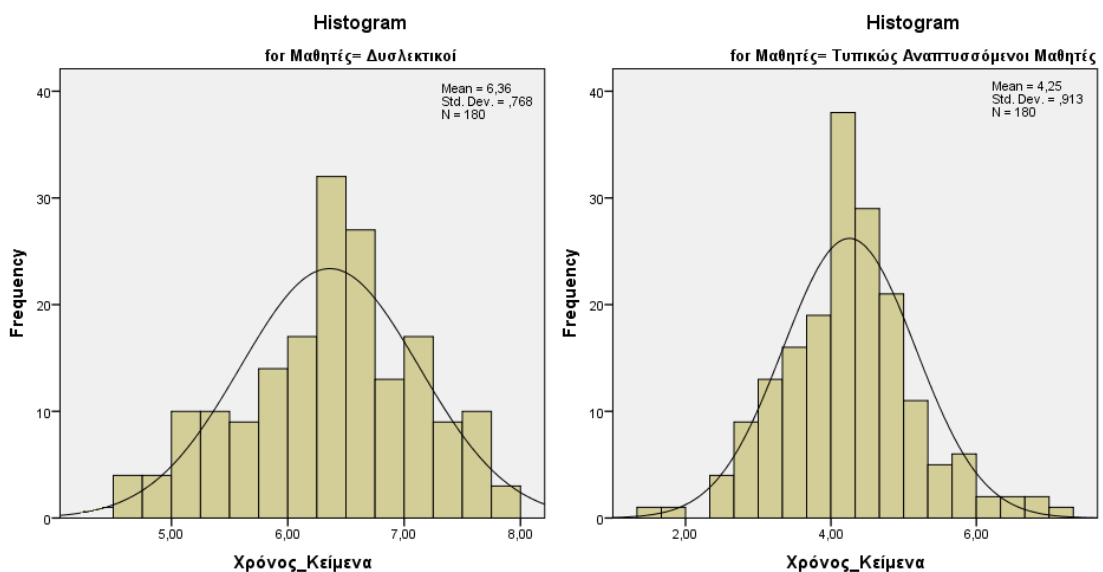 Histogram
for Μαθητές= Δυσλεκτικοί
Mean = 6,36
Std. Dev. = ,768
N = 180
40
30
20
10
0
Frequency
5,00 6,00 7,00 8,00
Χρόνος_Κείμενα
Histogram
for Μαθητές= Τυπικώς Αναπτυσσόμενοι Μαθητές
Mean = 4,25
Std. Dev. = ,913
N = 180
40
30
20
10
0
Frequency
2,00 4,00 6,00
Χρόνος_Κείμενα